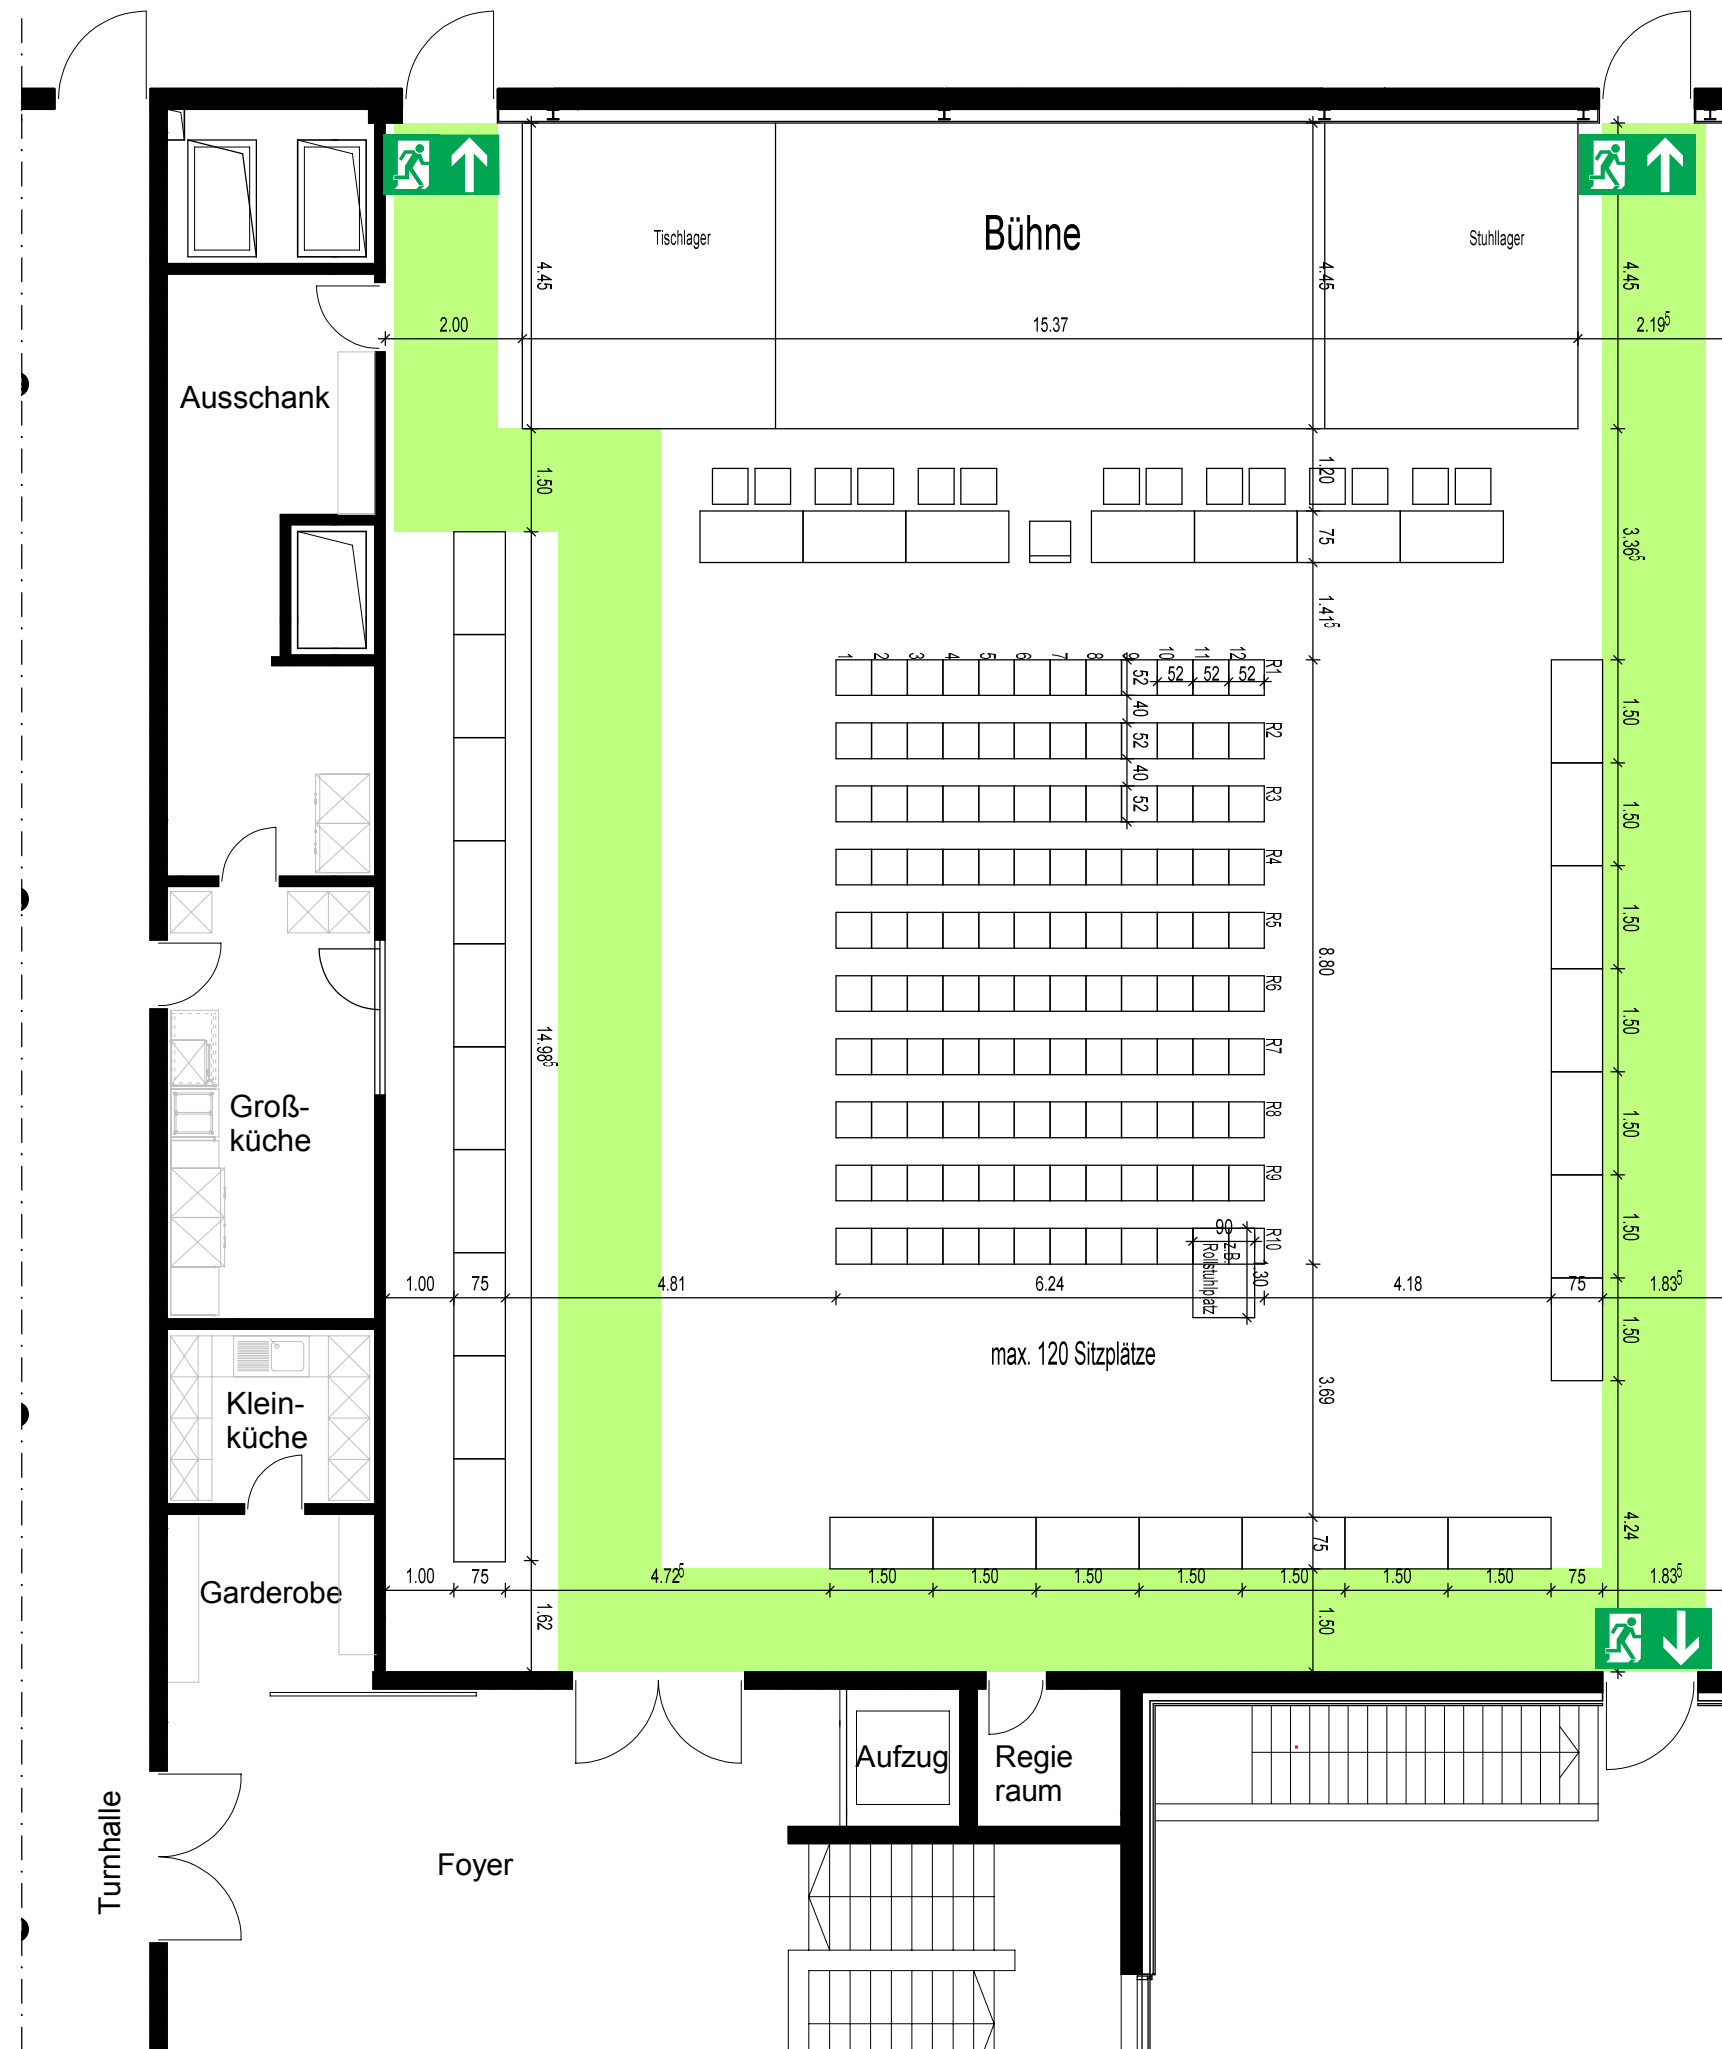 Tischlager
Bühne
Stuhllager
4.45
4.45
4.45
2.00
15.37
2.19⁵
Ausschank
1.50
1.20
75
3.36⁵
1.41⁵
1 2 3 4 5 6 7 8 9 10 11 12
R1
52 52 52 52
1.50
40
R2
52
40
R3
52
1.50
R4
R5
1.50
R6
8.80
14.98⁵
1.50
R7
Groß-
küche
R8
1.50
R9
1.50
R10
98
z.B.
Rollstuhlplatz
1.30
1.00 75 4.81 6.24 4.18 75 1.83⁵
1.50
max. 120 Sitzplätze
3.69
Klein-
küche
75
4.24
1.00 75 4.72⁵ 1.50 1.50 1.50 1.50 1.50 1.50 1.50 75 1.83⁵
Garderobe
1.62
1.50
Aufzug
Regie
raum
Turnhalle
Foyer